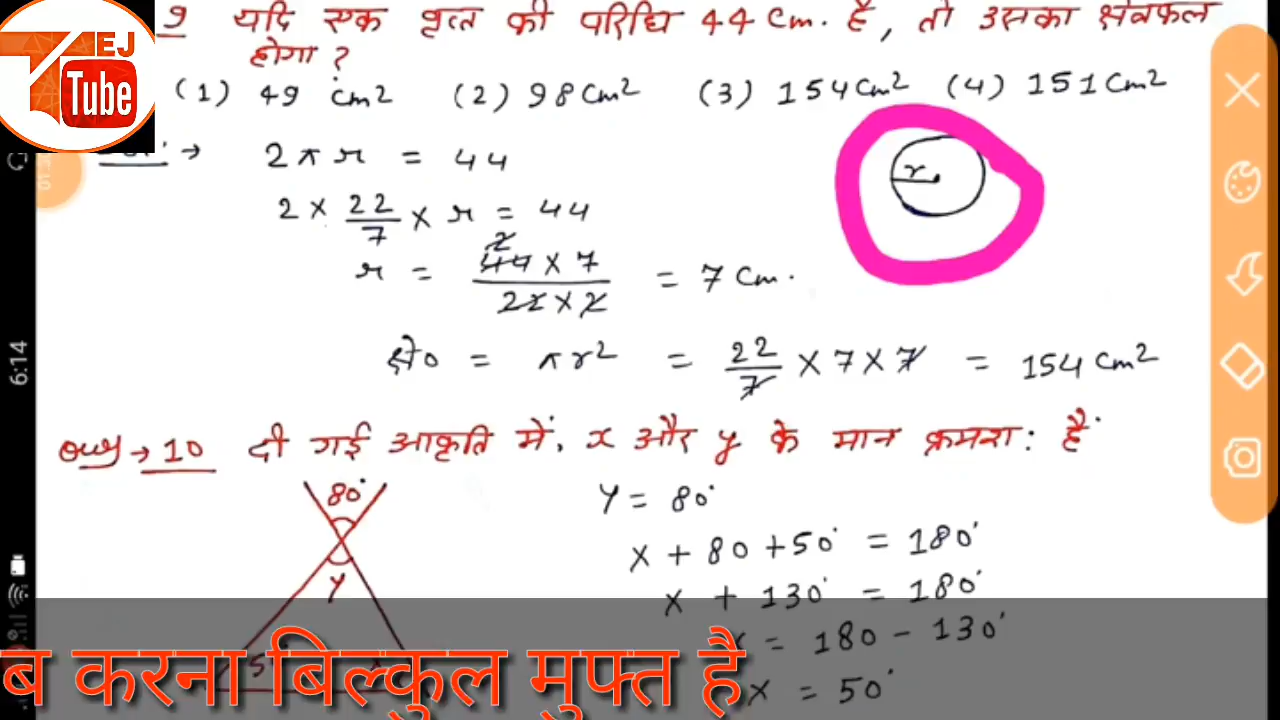 9 यदि एक वृत्त की परिधि 44 cm. है, तो उसका क्षेत्रफल
होगा ?
(1) 49 cm² (2) 98 cm² (3) 154 cm² (4) 151 cm²
→ 2πr = 44
2 × 22/7 × r = 44
r = 44 × 7 / 22 × 2 = 7 cm.
r
क्षे० = πr² = 22/7 × 7 × 7 = 154 cm²
Ques → 10 दी गई आकृति में, x और y के मान क्रमशः है
80°
y
Y = 80°
x + 80 + 50° = 180°
x + 130° = 180°
= 180 - 130°
x = 50°
ब करना बिल्कुल मुफ्त है
EJ
Tube
6:14